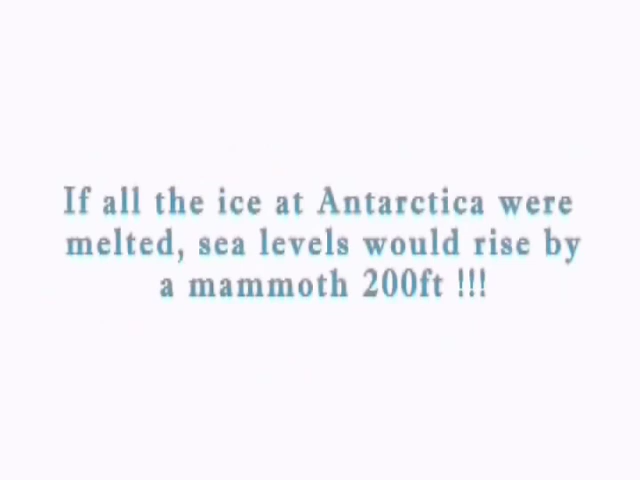 If all the ice at Antarctica were
melted, sea levels would rise by
a mammoth 200ft !!!